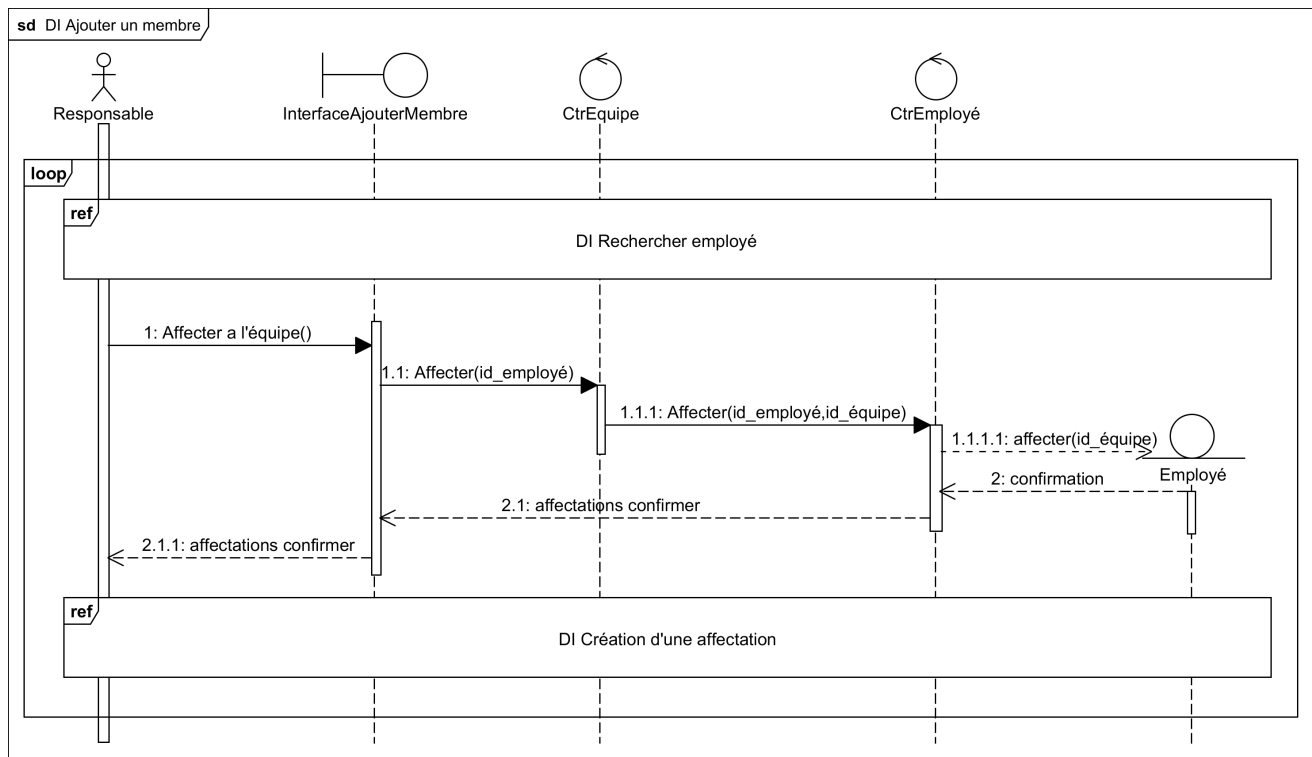 sd DI Ajouter un membre
Responsable
InterfaceAjouterMembre
CtrEquipe
CtrEmployé
loop
ref
DI Rechercher employé
1: Affecter a l'équipe()
1.1: Affecter(id_employé)
1.1.1: Affecter(id_employé,id_équipe)
1.1.1.1: affecter(id_équipe)
Employé
2: confirmation
2.1: affectations confirmer
2.1.1: affectations confirmer
ref
DI Création d'une affectation